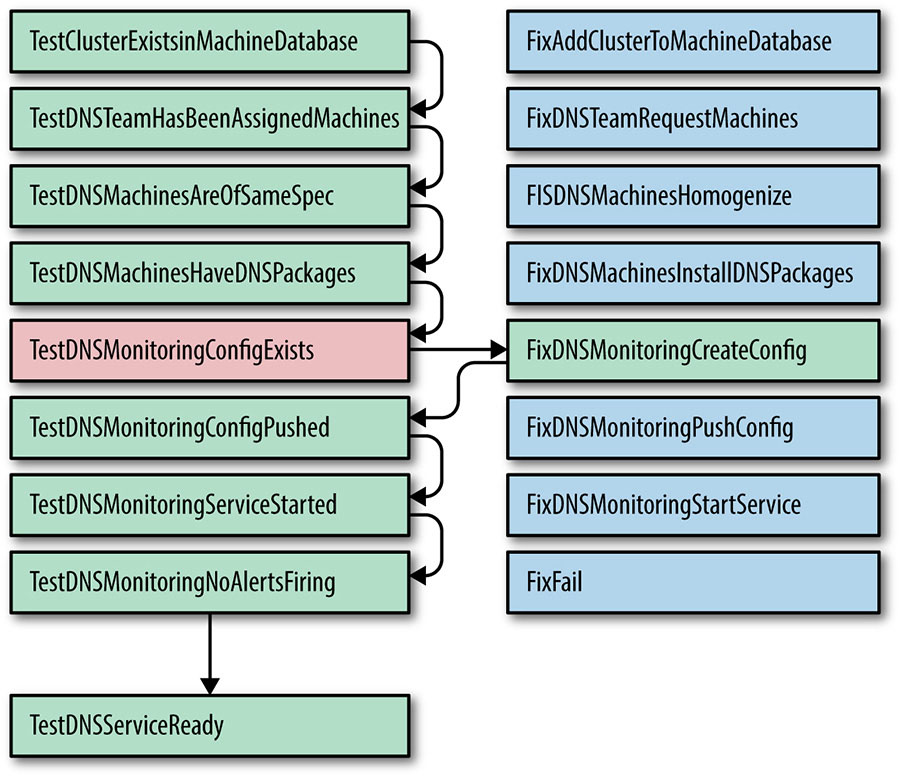 TestClusterExistsinMachineDatabase
FixAddClusterToMachineDatabase
TestDNSTeamHasBeenAssignedMachines
FixDNSTeamRequestMachines
TestDNSMachinesAreOfSameSpec
FISDNSMachinesHomogenize
TestDNSMachinesHaveDNSPackages
FixDNSMachinesInstallDNSPackages
TestDNSMonitoringConfigExists
FixDNSMonitoringCreateConfig
TestDNSMonitoringConfigPushed
FixDNSMonitoringPushConfig
TestDNSMonitoringServiceStarted
FixDNSMonitoringStartService
TestDNSMonitoringNoAlertsFiring
FixFail
TestDNSServiceReady